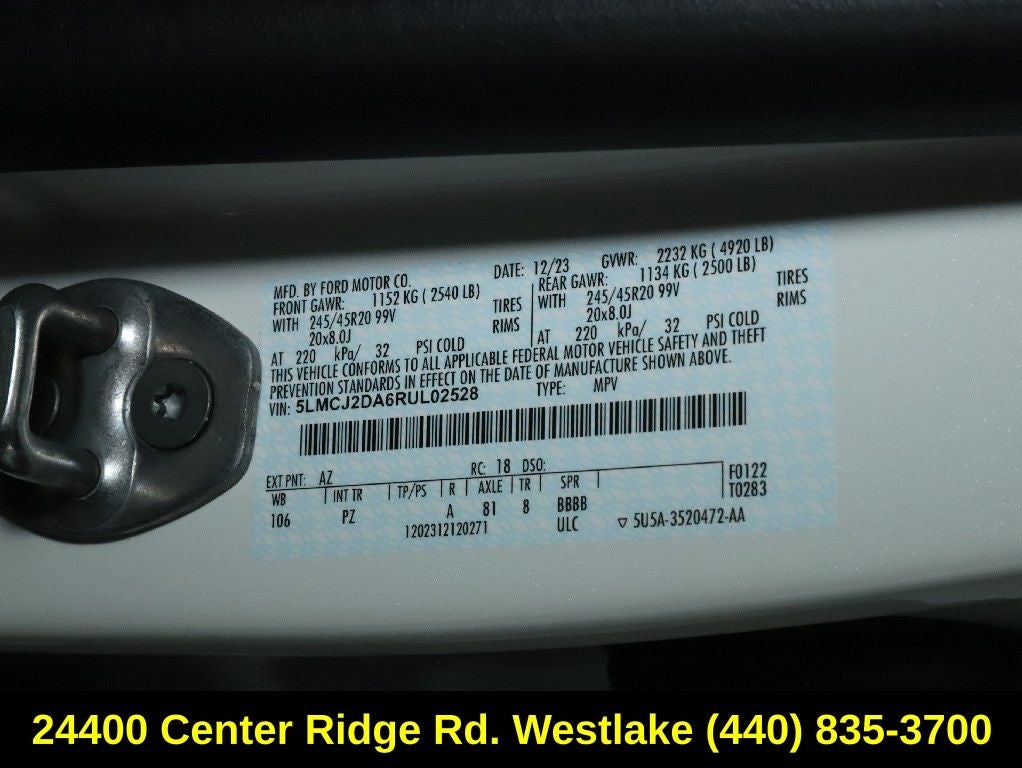 MFD. BY FORD MOTOR CO.
DATE: 12/23 GVWR: 2232 KG ( 4920 LB)
FRONT GAWR: 1152 KG ( 2540 LB)
WITH 245/45R20 99V TIRES
20x8.0J RIMS
AT 220 kPa/ 32 PSI COLD
REAR GAWR: 1134 KG ( 2500 LB)
WITH 245/45R20 99V TIRES
20x8.0J RIMS
AT 220 kPa/ 32 PSI COLD
THIS VEHICLE CONFORMS TO ALL APPLICABLE FEDERAL MOTOR VEHICLE SAFETY AND THEFT
PREVENTION STANDARDS IN EFFECT ON THE DATE OF MANUFACTURE SHOWN ABOVE.
VIN: 5LMCJ2DA6RUL02528 TYPE: MPV
EXT PNT: AZ RC: 18 DSO: F0122
WB INT TR TP/PS R AXLE TR SPR T0283
106 PZ A 81 8 BBBB
1202312120271 ULC ▽ 5U5A-3520472-AA
24400 Center Ridge Rd. Westlake (440) 835-3700